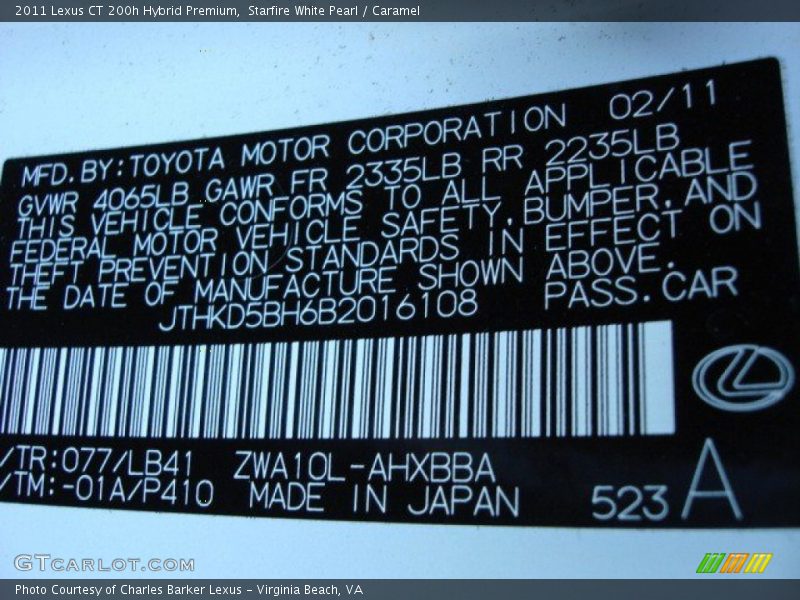 2011 Lexus CT 200h Hybrid Premium,  Starfire White Pearl / Caramel
MFD. BY: TOYOTA MOTOR CORPORATION 02/11
GVWR 4065LB GAWR FR 2335LB RR 2235LB
THIS VEHICLE CONFORMS TO ALL APPLICABLE
FEDERAL MOTOR VEHICLE SAFETY, BUMPER, AND
THEFT PREVENTION STANDARDS IN EFFECT ON
THE DATE OF MANUFACTURE SHOWN ABOVE.
JTHKD5BH6B2016108 PASS. CAR
/TR:077/LB41 ZWA10L-AHXBBA
/TM:-01A/P410 MADE IN JAPAN 523 A
GTCARLOT.COM
Photo Courtesy of Charles Barker Lexus - Virginia Beach, VA